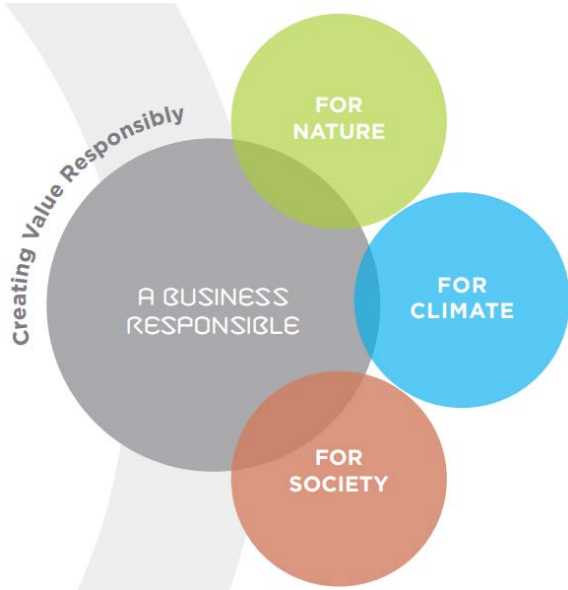 Creating Value Responsibly
A BUSINESS
RESPONSIBLE
FOR
NATURE
FOR
CLIMATE
FOR
SOCIETY